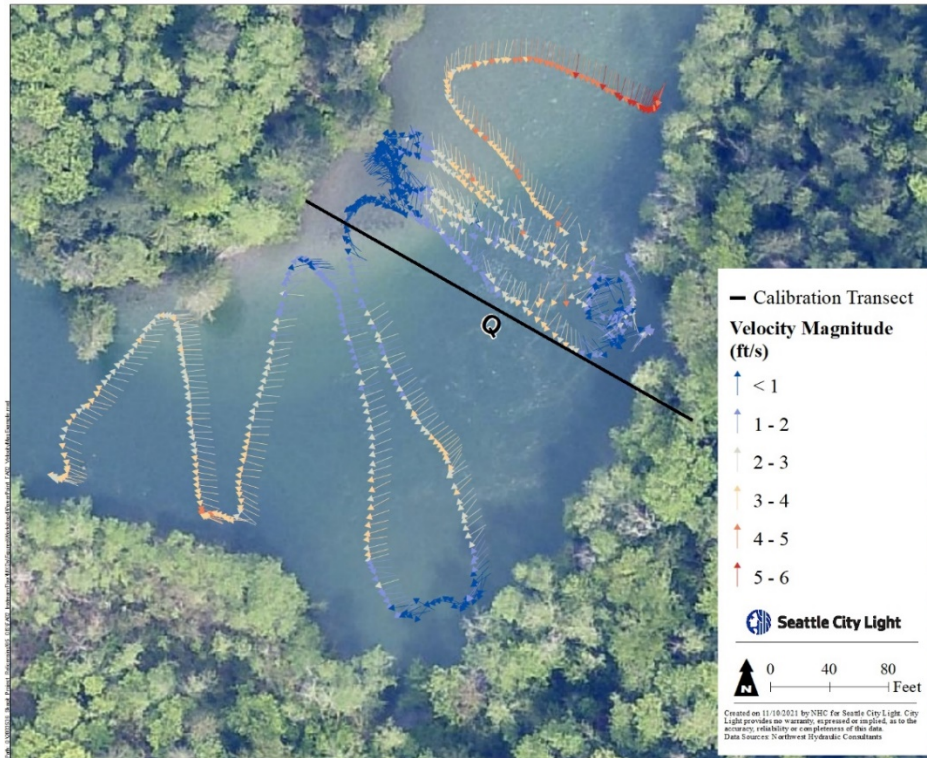 Q
Calibration Transect
Velocity Magnitude
(ft/s)
< 1
1 - 2
2 - 3
3 - 4
4 - 5
5 - 6
Seattle City Light
N
0 40 80
Feet
Created on 11/10/2021 by NHC for Seattle City Light. City
Light provides no warranty, expressed or implied, as to the
accuracy, reliability or completeness of this data.
Data Sources: Northwest Hydraulic Consultants